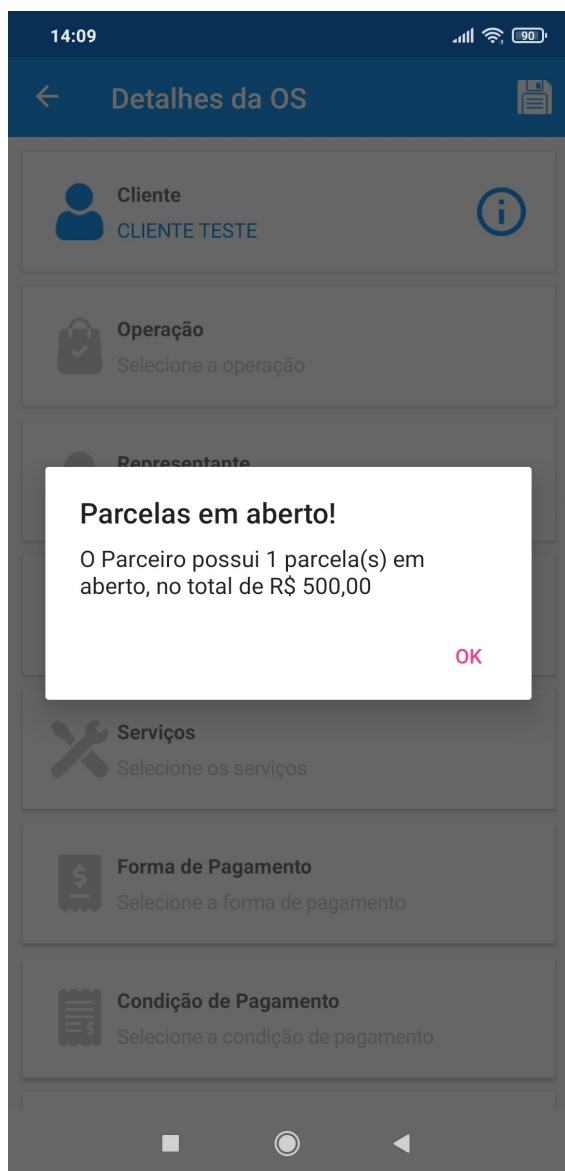 14:09
90
Detalhes da OS
Cliente
CLIENTE TESTE
Operação
Selecione a operação
Representante
Parcelas em aberto!
O Parceiro possui 1 parcela(s) em
aberto, no total de R$ 500,00
OK
Serviços
Selecione os serviços
Forma de Pagamento
Selecione a forma de pagamento
Condição de Pagamento
Selecione a condição de pagamento